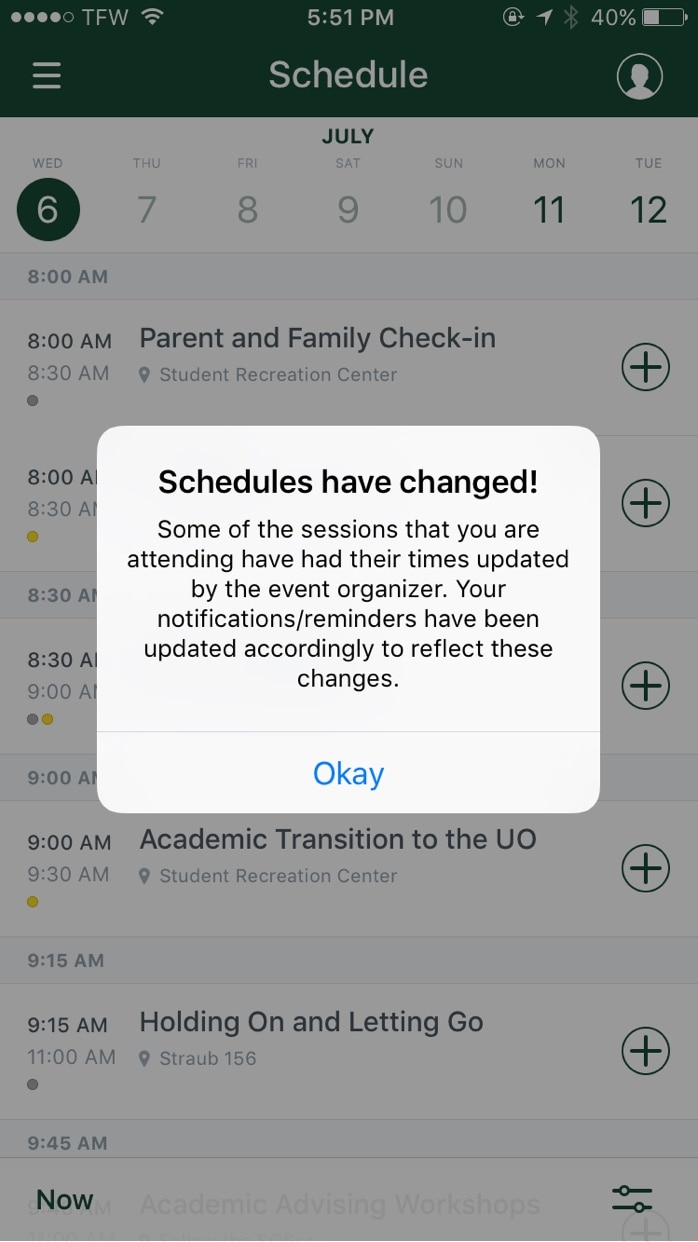 TFW 5:51 PM 40%
Schedule
JULY
WED THU FRI SAT SUN MON TUE
6 7 8 9 10 11 12
8:00 AM
8:00 AM Parent and Family Check-in
8:30 AM Student Recreation Center
8:00 A
8:30 A
8:30 A
8:30 A
9:00 A
9:00 A
Schedules have changed!
Some of the sessions that you are
attending have had their times updated
by the event organizer. Your
notifications/reminders have been
updated accordingly to reflect these
changes.
Okay
9:00 AM Academic Transition to the UO
9:30 AM Student Recreation Center
9:15 AM
9:15 AM Holding On and Letting Go
11:00 AM Straub 156
9:45 AM
Now
9:45 AM Academic Advising Workshops